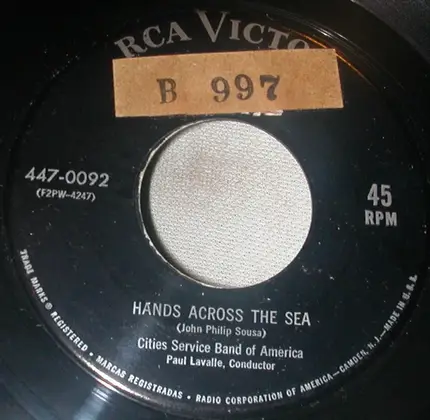 RCA VICTO
B 997
447-0092
(F2PW-4247)
45
RPM
HANDS ACROSS THE SEA
(John Philip Sousa)
Cities Service Band of America
Paul Lavalle, Conductor
TRADE MARKS ® REGISTERED • MARCAS REGISTRADAS • RADIO CORPORATION OF AMERICA—CAMDEN, N.J.—MADE IN U.S.A.